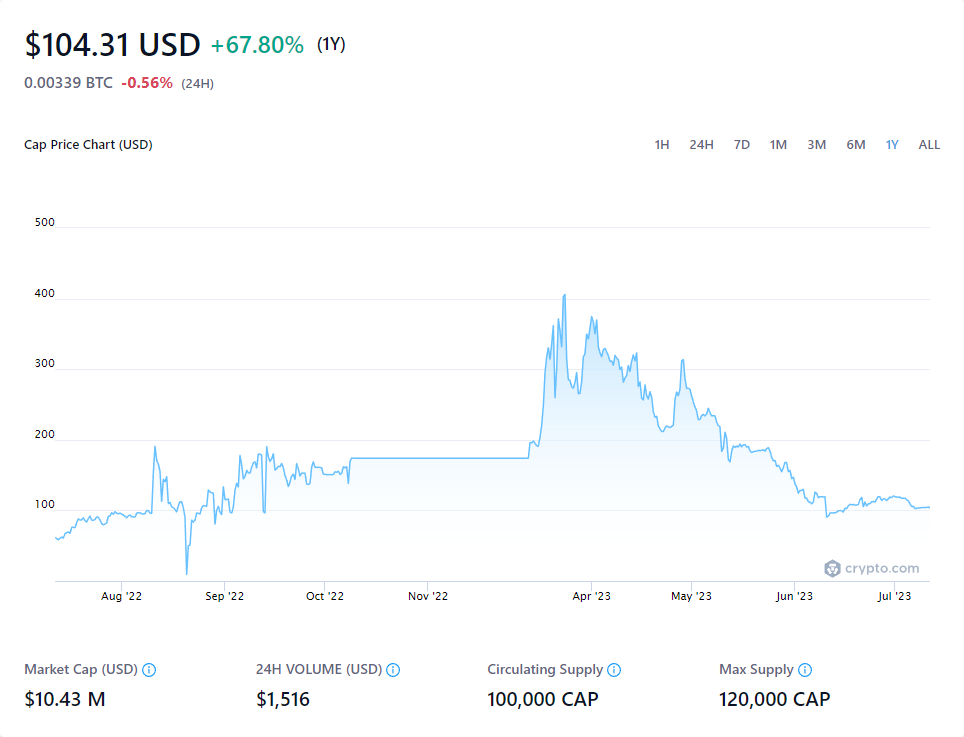 $104.31 USD +67.80% (1Y)
0.00339 BTC -0.56% (24H)
Cap Price Chart (USD) 1H 24H 7D 1M 3M 6M 1Y ALL
500
400
300
200
100
crypto.com
Aug '22 Sep '22 Oct '22 Nov '22 Apr '23 May '23 Jun '23 Jul '23
Market Cap (USD) 24H VOLUME (USD) Circulating Supply Max Supply
$10.43 M $1,516 100,000 CAP 120,000 CAP